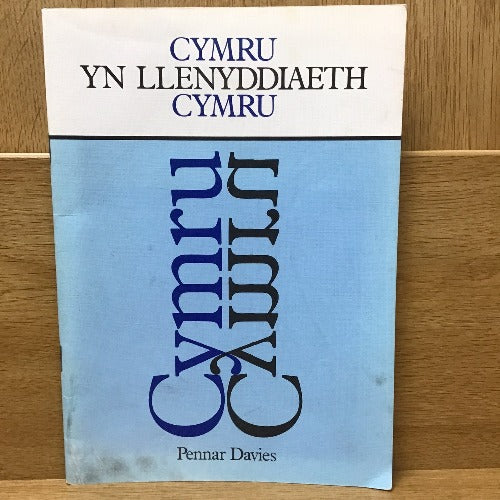 CYMRU
YN LLENYDDIAETH
CYMRU
Cymru
Cymru
Pennar Davies